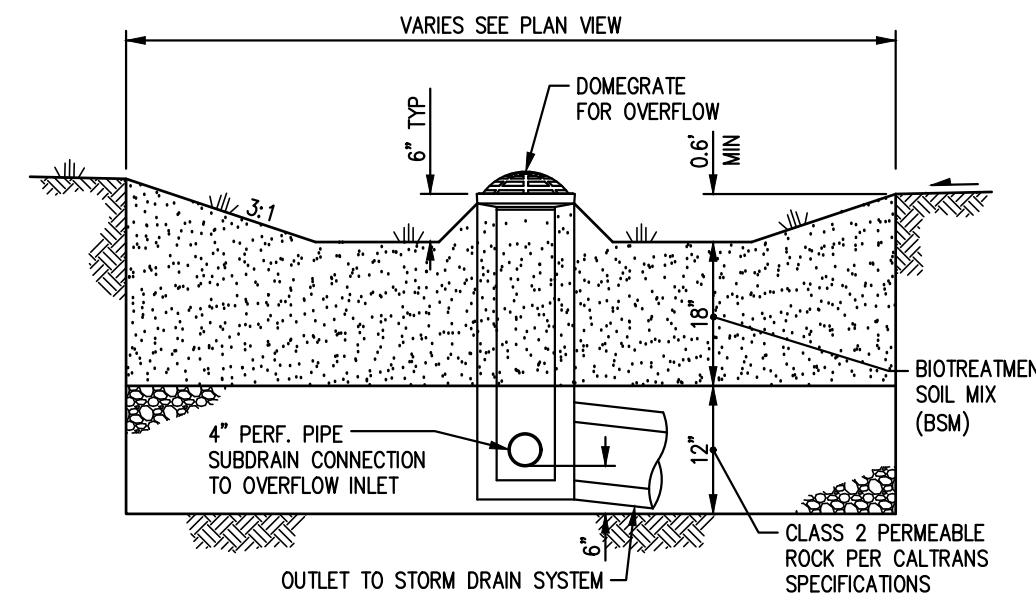 VARIES SEE PLAN VIEW
DOMEGRATE
FOR OVERFLOW
6" TYP
0.6'
MIN
3:1
18"
BIOTREATMEN
SOIL MIX
(BSM)
4" PERF. PIPE
SUBDRAIN CONNECTION
TO OVERFLOW INLET
12"
6"
CLASS 2 PERMEABLE
ROCK PER CALTRANS
SPECIFICATIONS
OUTLET TO STORM DRAIN SYSTEM